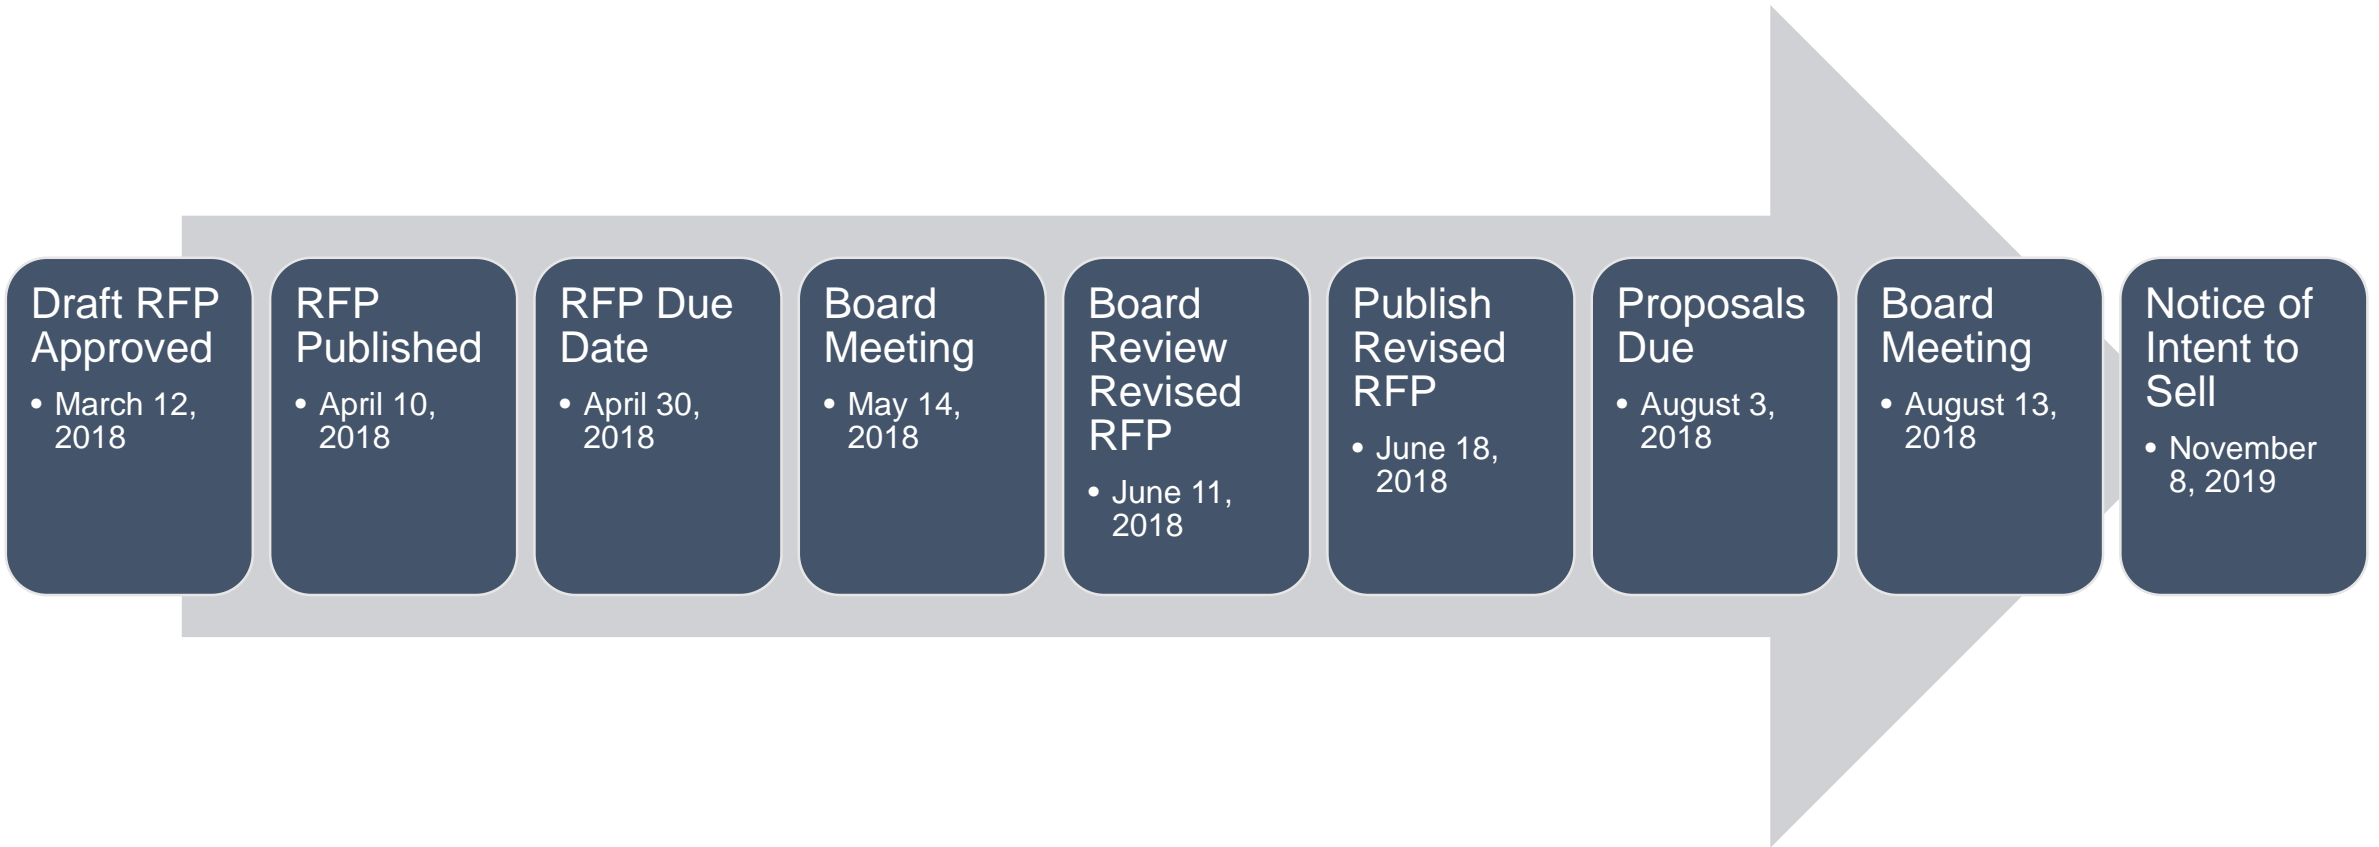 Draft RFP
Approved
• March 12,
2018
RFP
Published
• April 10,
2018
RFP Due
Date
• April 30,
2018
Board
Meeting
• May 14,
2018
Board
Review
Revised
RFP
• June 11,
2018
Publish
Revised
RFP
• June 18,
2018
Proposals
Due
• August 3,
2018
Board
Meeting
• August 13,
2018
Notice of
Intent to
Sell
• November
8, 2019